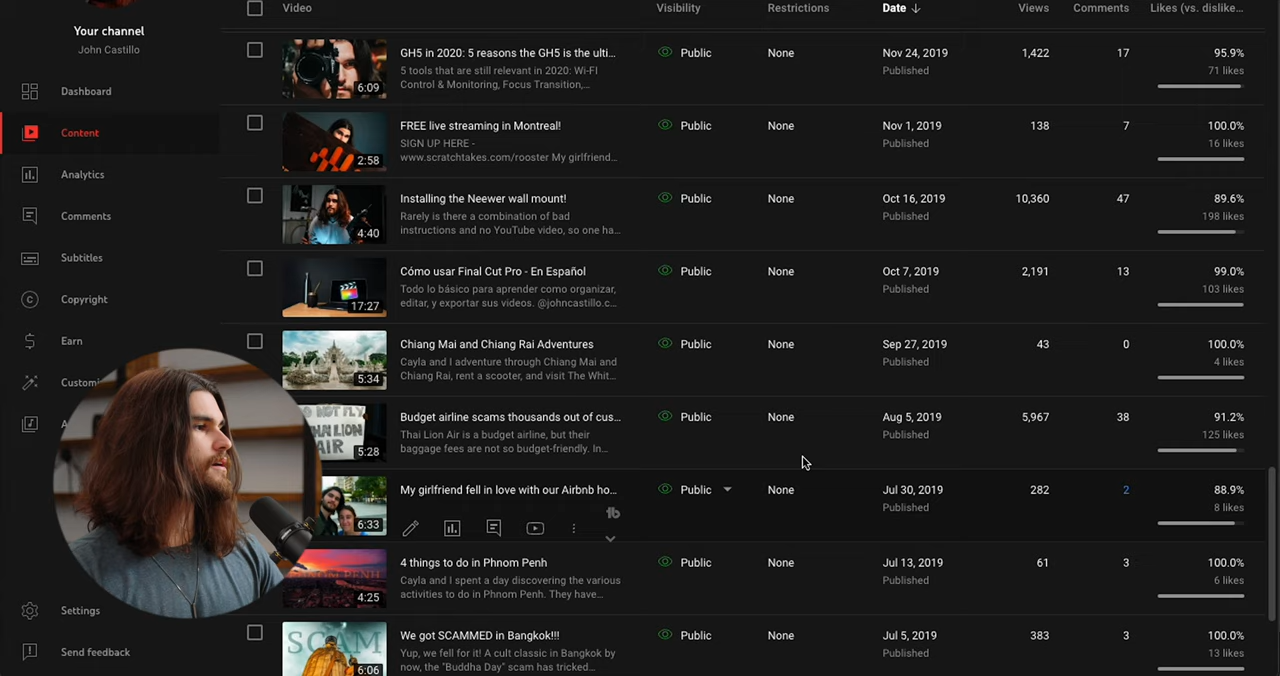 Your channel
John Castillo
Dashboard
Content
Analytics
Comments
Subtitles
Copyright
Earn
Customi
A
Settings
Send feedback
Video Visibility Restrictions Date ↓ Views Comments Likes (vs. dislike…
6:09 GH5 in 2020: 5 reasons the GH5 is the ulti… Public None Nov 24, 2019 1,422 17 95.9%
5 tools that are still relevant in 2020: Wi-FI Published 71 likes
Control & Monitoring, Focus Transition,…
2:58 FREE live streaming in Montreal! Public None Nov 1, 2019 138 7 100.0%
SIGN UP HERE - Published 16 likes
www.scratchtakes.com/rooster My girlfriend…
4:40 Installing the Neewer wall mount! Public None Oct 16, 2019 10,360 47 89.6%
Rarely is there a combination of bad Published 198 likes
instructions and no YouTube video, so one ha…
17:27 Cómo usar Final Cut Pro - En Español Public None Oct 7, 2019 2,191 13 99.0%
Todo lo básico para aprender como organizar, Published 103 likes
editar, y exportar sus videos. @johncastillo.c…
5:34 Chiang Mai and Chiang Rai Adventures Public None Sep 27, 2019 43 0 100.0%
Cayla and I adventure through Chiang Mai and Published 4 likes
Chiang Rai, rent a scooter, and visit The Whit…
DO NOT FLY
THAI LION
AIR
5:28 Budget airline scams thousands out of cus… Public None Aug 5, 2019 5,967 38 91.2%
Thai Lion Air is a budget airline, but their Published 125 likes
baggage fees are not so budget-friendly. In…
6:33 My girlfriend fell in love with our Airbnb ho… Public None Jul 30, 2019 282 2 88.9%
Published 8 likes
4:25 4 things to do in Phnom Penh Public None Jul 13, 2019 61 3 100.0%
Cayla and I spent a day discovering the various Published 6 likes
activities to do in Phnom Penh. They have…
SCAM
6:06 We got SCAMMED in Bangkok!!! Public None Jul 5, 2019 383 3 100.0%
Yup, we fell for it! A cult classic in Bangkok by Published 13 likes
now, the "Buddha Day" scam has tricked…